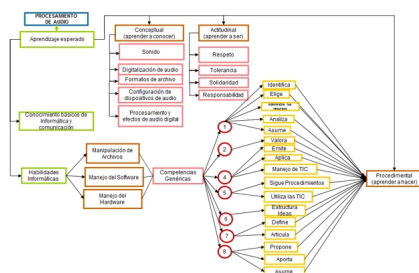 PROCESAMIENTO
DE AUDIO
Aprendizaje esperado
Conceptual
(aprender a conocer)
Actitudinal
(aprender a ser)
Sonido
Digitalización de audio
Formatos de archivo
Configuración de
dispositivos de audio
Procesamiento y
efectos de audio digital
Respeto
Tolerancia
Solidaridad
Responsabilidad
Conocimiento básicos de
Informática y
comunicación
Habilidades
Informáticas
Manipulación de
Archivos
Manejo del Software
Manejo del
Hardware
Competencias
Genéricas
1
2
4
5
6
7
8
Identifica
Elige
Analiza
Asume
Valora
Emite
Aplica
Manejo de TIC
Sigue Procedimientos
Utiliza las TIC
Estructura
Ideas
Define
Articula
Propone
Aporta
Asume
Procedimental
(aprender a hacer)